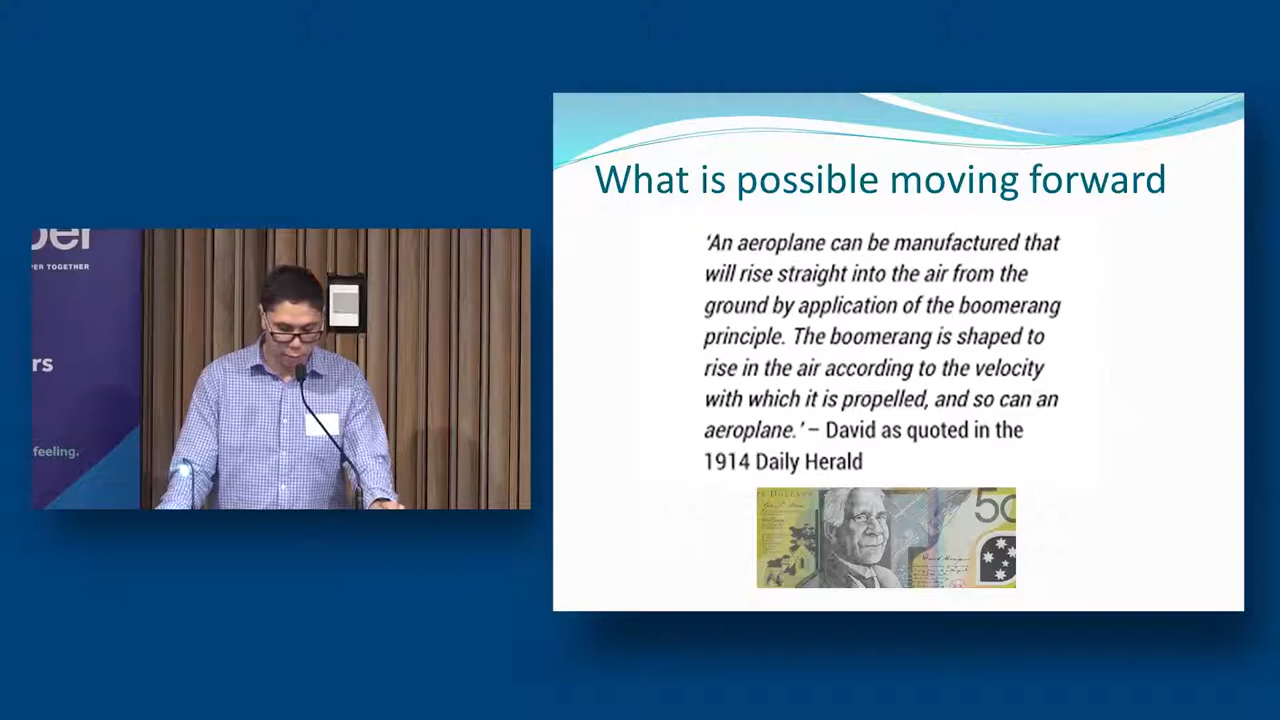 PER TOGETHER
rs
feeling.
What is possible moving forward
‘An aeroplane can be manufactured that
will rise straight into the air from the
ground by application of the boomerang
principle. The boomerang is shaped to
rise in the air according to the velocity
with which it is propelled, and so can an
aeroplane.’ – David as quoted in the
1914 Daily Herald
50